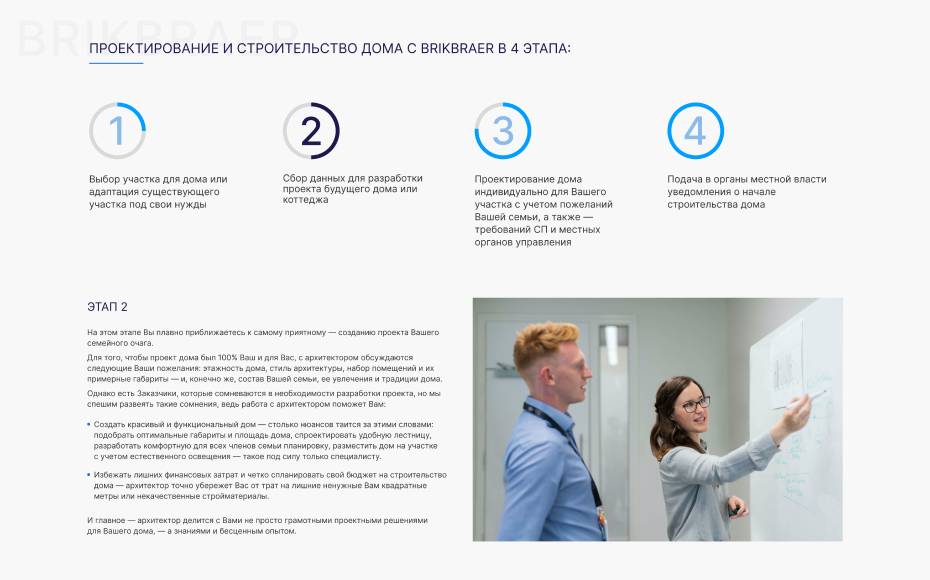 BRIKBRAER
ПРОЕКТИРОВАНИЕ И СТРОИТЕЛЬСТВО ДОМА С BRIKBRAER В 4 ЭТАПА:
1
Выбор участка для дома или
адаптация существующего
участка под свои нужды
2
Сбор данных для разработки
проекта будущего дома или
коттеджа
3
Проектирование дома
индивидуально для Вашего
участка с учетом пожеланий
Вашей семьи, а также —
требований СП и местных
органов управления
4
Подача в органы местной власти
уведомления о начале
строительства дома
ЭТАП 2
На этом этапе Вы плавно приближаетесь к самому приятному — созданию проекта Вашего
семейного очага.
Для того, чтобы проект дома был 100% Ваш и для Вас, с архитектором обсуждаются
следующие Ваши пожелания: этажность дома, стиль архитектуры, набор помещений и их
примерные габариты — и, конечно же, состав Вашей семьи, ее увлечения и традиции дома.
Однако есть Заказчики, которые сомневаются в необходимости разработки проекта, но мы
спешим развеять такие сомнения, ведь работа с архитектором поможет Вам:
Создать красивый и функциональный дом — столько нюансов таится за этими словами:
подобрать оптимальные габариты и площадь дома, спроектировать удобную лестницу,
разработать комфортную для всех членов семьи планировку, разместить дом на участке
с учетом естественного освещения — такое под силу только специалисту.
Избежать лишних финансовых затрат и четко спланировать свой бюджет на строительство
дома — архитектор точно убережет Вас от трат на лишние ненужные Вам квадратные
метры или некачественные стройматериалы.
И главное — архитектор делится с Вами не просто грамотными проектными решениями
для Вашего дома, — а знаниями и бесценным опытом.